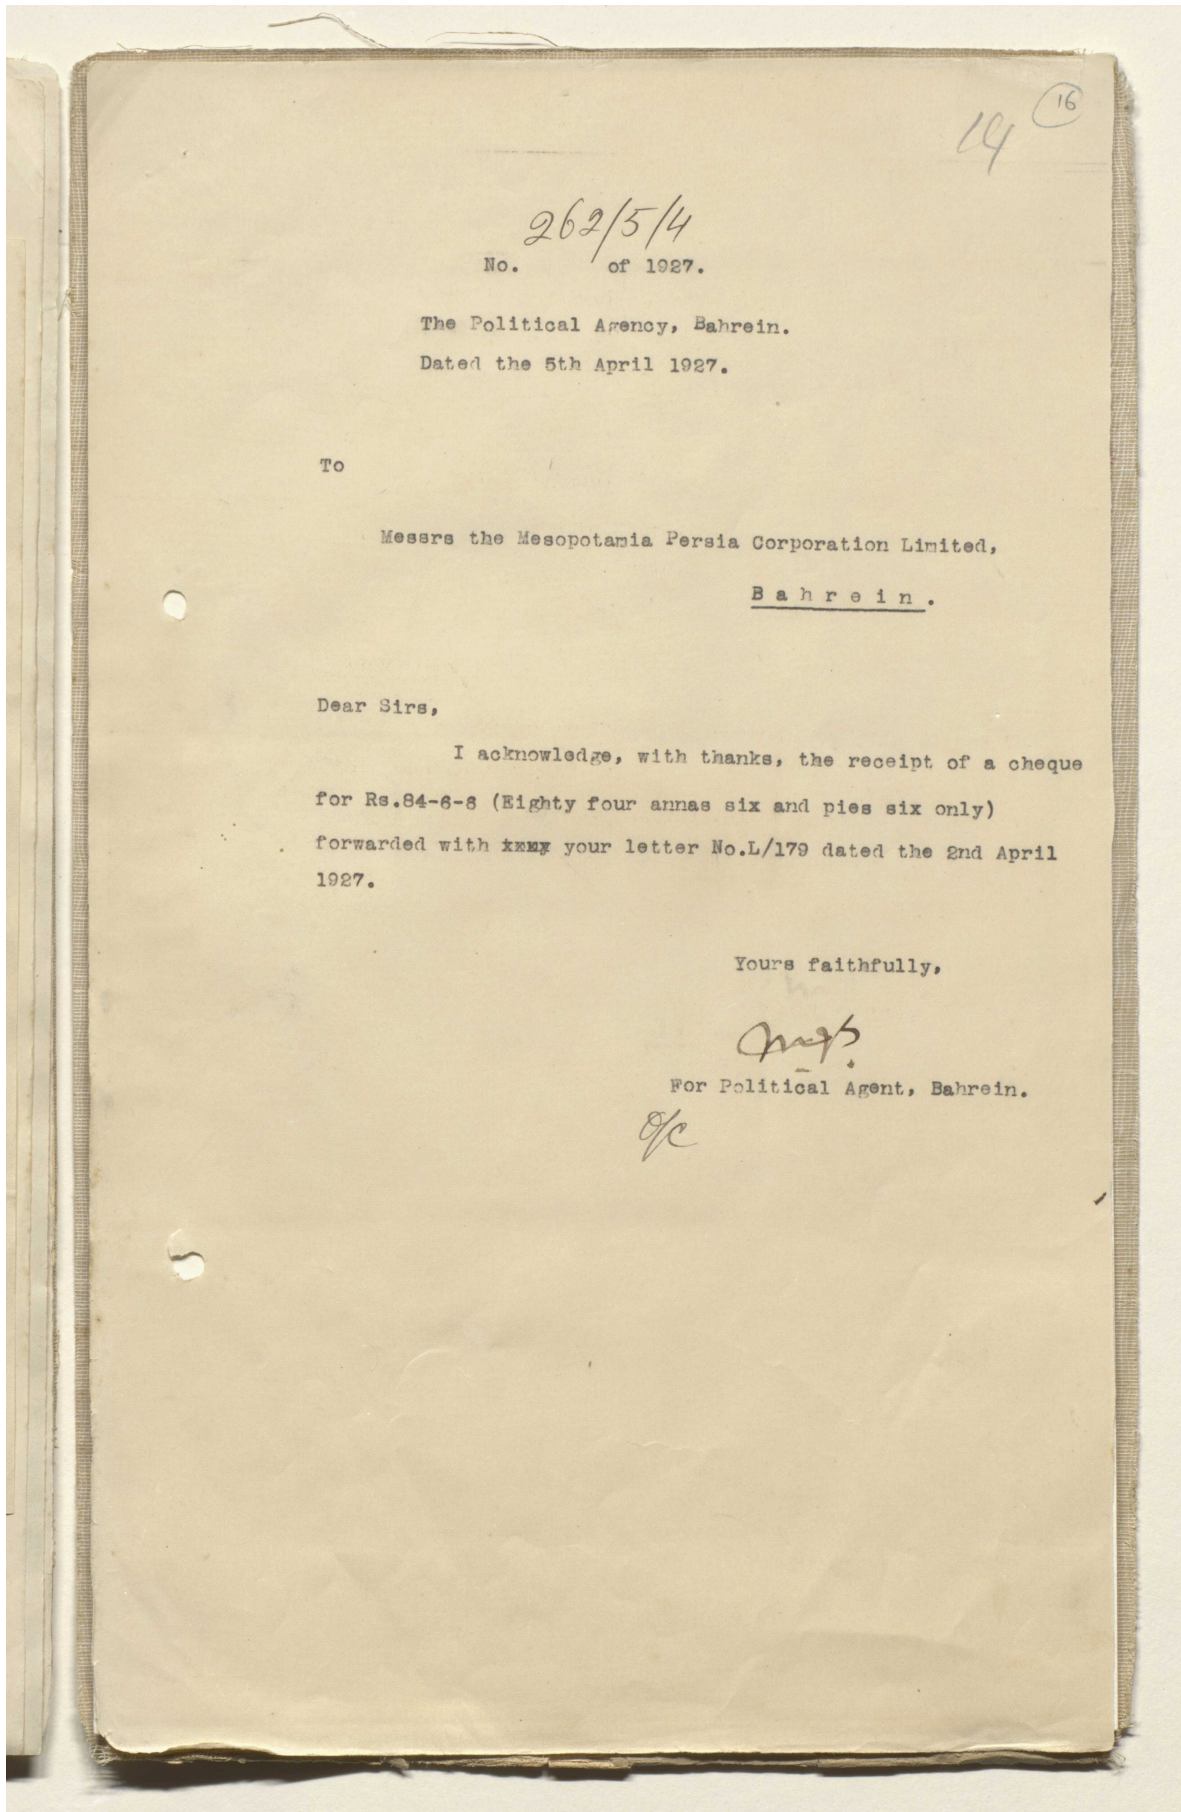 16
14
262/5/4
No. of 1927.
The Political Agency, Bahrein.
Dated the 5th April 1927.
To
Messrs the Mesopotamia Persia Corporation Limited,
Bahrein.
Dear Sirs,
I acknowledge, with thanks, the receipt of a cheque
for Rs.84-6-6 (Eighty four annas six and pies six only)
forwarded with your letter No.L/179 dated the 2nd April
1927.
Yours faithfully,
For Political Agent, Bahrein.
O/C